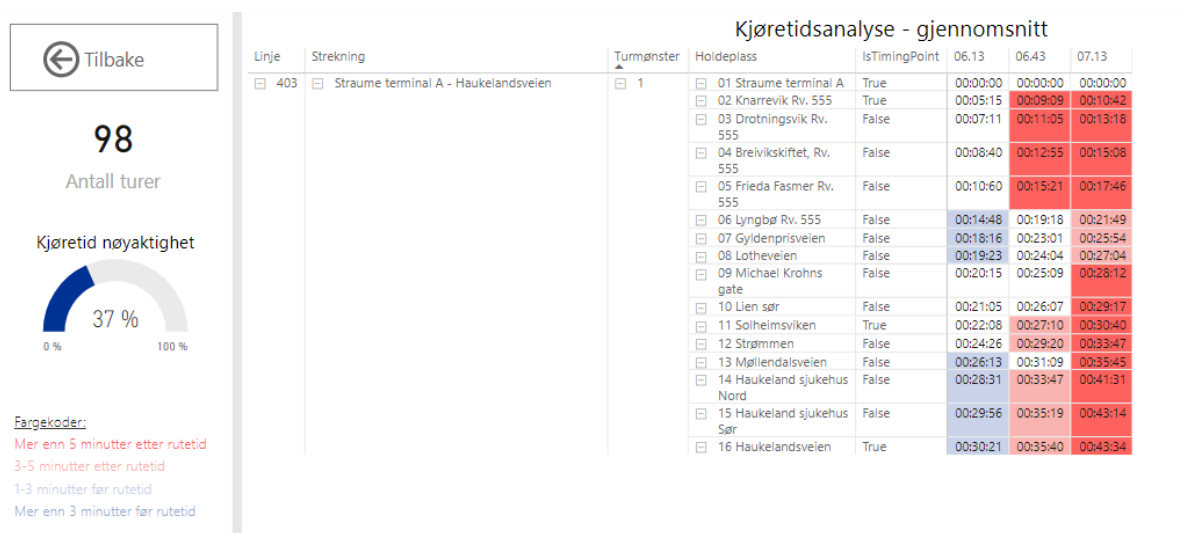 Kjøretidsanalyse - gjennomsnitt
Tilbake
98
Antall turer
Kjøretid nøyaktighet
37 %
0 %
100 %
Fargekoder:
Mer enn 5 minutter etter rutetid
3-5 minutter etter rutetid
1-3 minutter før rutetid
Mer enn 3 minutter før rutetid
Linje Strekning Turmønster Holdeplass IsTimingPoint 06.13 06.43 07.13
403 Straume terminal A - Haukelandsveien 1 01 Straume terminal A True 00:00:00 00:00:00 00:00:00
02 Knarrevik Rv. 555 True 00:05:15 00:09:09 00:10:42
03 Drotningsvik Rv. False 00:07:11 00:11:05 00:13:18
555
04 Breivikskiftet, Rv. False 00:08:40 00:12:55 00:15:08
555
05 Frieda Fasmer Rv. False 00:10:60 00:15:21 00:17:46
555
06 Lyngbø Rv. 555 False 00:14:48 00:19:18 00:21:49
07 Gyldenprisveien False 00:18:16 00:23:01 00:25:54
08 Lotheveien False 00:19:23 00:24:04 00:27:04
09 Michael Krohns False 00:20:15 00:25:09 00:28:12
gate
10 Lien sør False 00:21:05 00:26:07 00:29:17
11 Solheimsviken True 00:22:08 00:27:10 00:30:40
12 Strømmen False 00:24:26 00:29:20 00:33:47
13 Møllendalsveien False 00:26:13 00:31:09 00:35:45
14 Haukeland sjukehus False 00:28:31 00:33:47 00:41:31
Nord
15 Haukeland sjukehus False 00:29:56 00:35:19 00:43:14
Sør
16 Haukelandsveien True 00:30:21 00:35:40 00:43:34